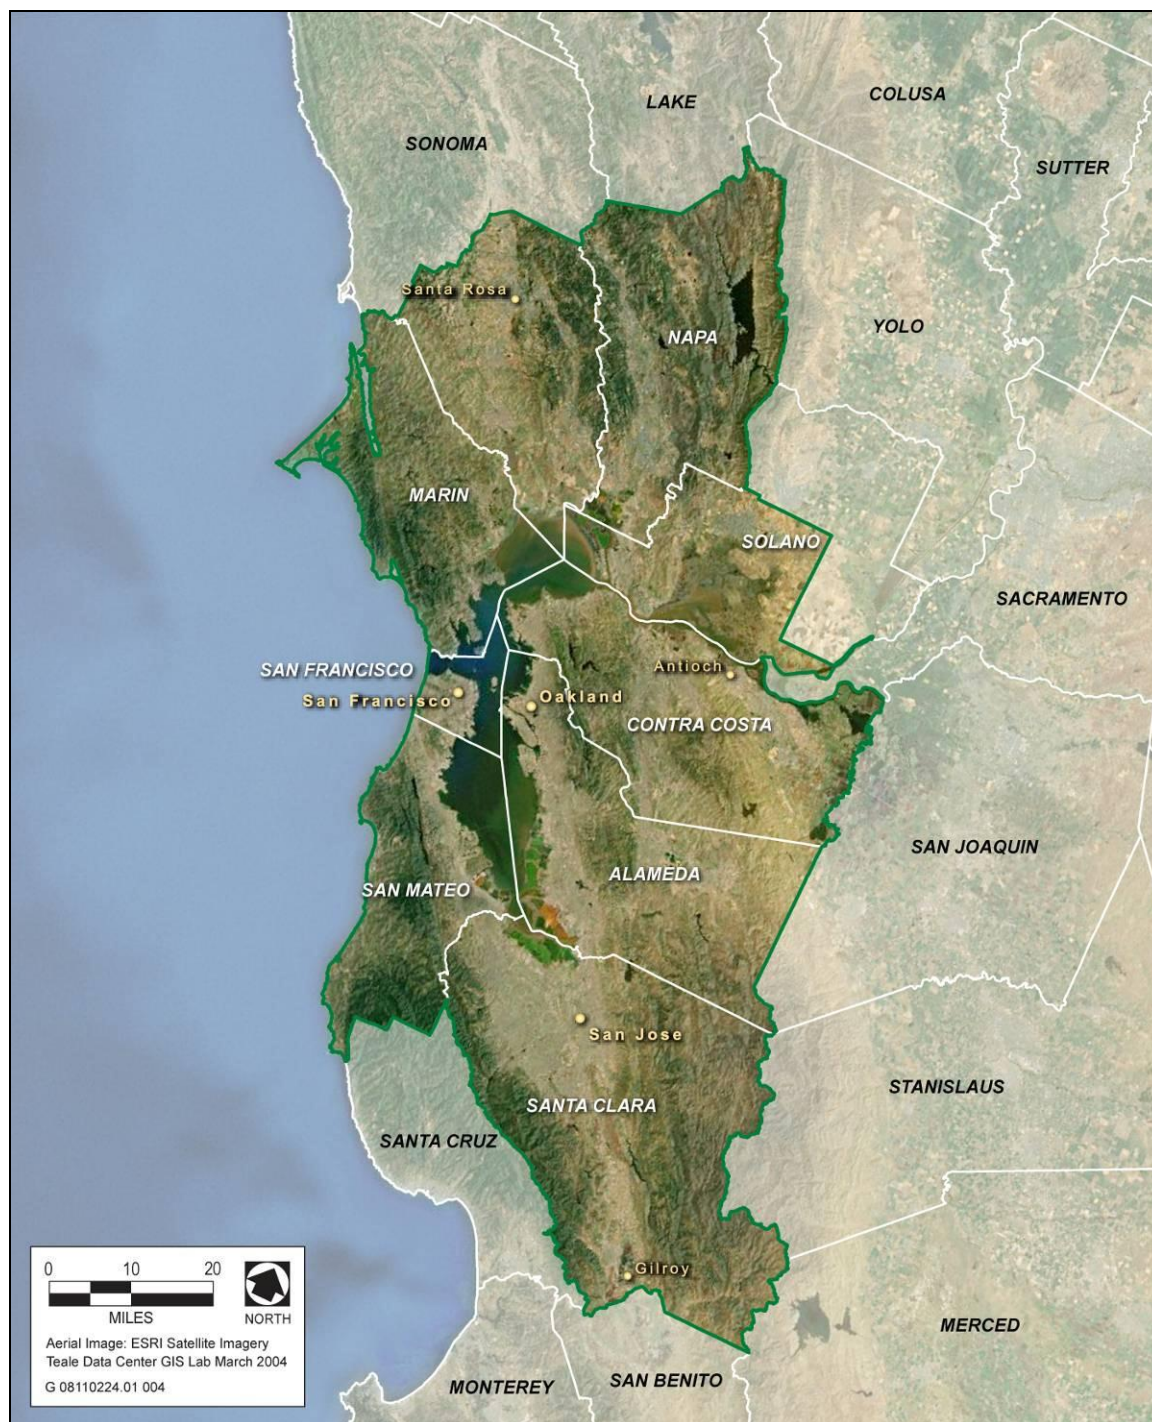 COLUSA
LAKE
SONOMA
SUTTER
Santa Rosa
YOLO
NAPA
MARIN
SOLANO
SACRAMENTO
SAN FRANCISCO
Antioch
San Francisco
Oakland
CONTRA COSTA
SAN JOAQUIN
ALAMEDA
SAN MATEO
San Jose
STANISLAUS
SANTA CLARA
SANTA CRUZ
Gilroy
MERCED
SAN BENITO
MONTEREY
0 10 20
MILES
NORTH
Aerial Image: ESRI Satellite Imagery
Teale Data Center GIS Lab March 2004
G 08110224.01 004